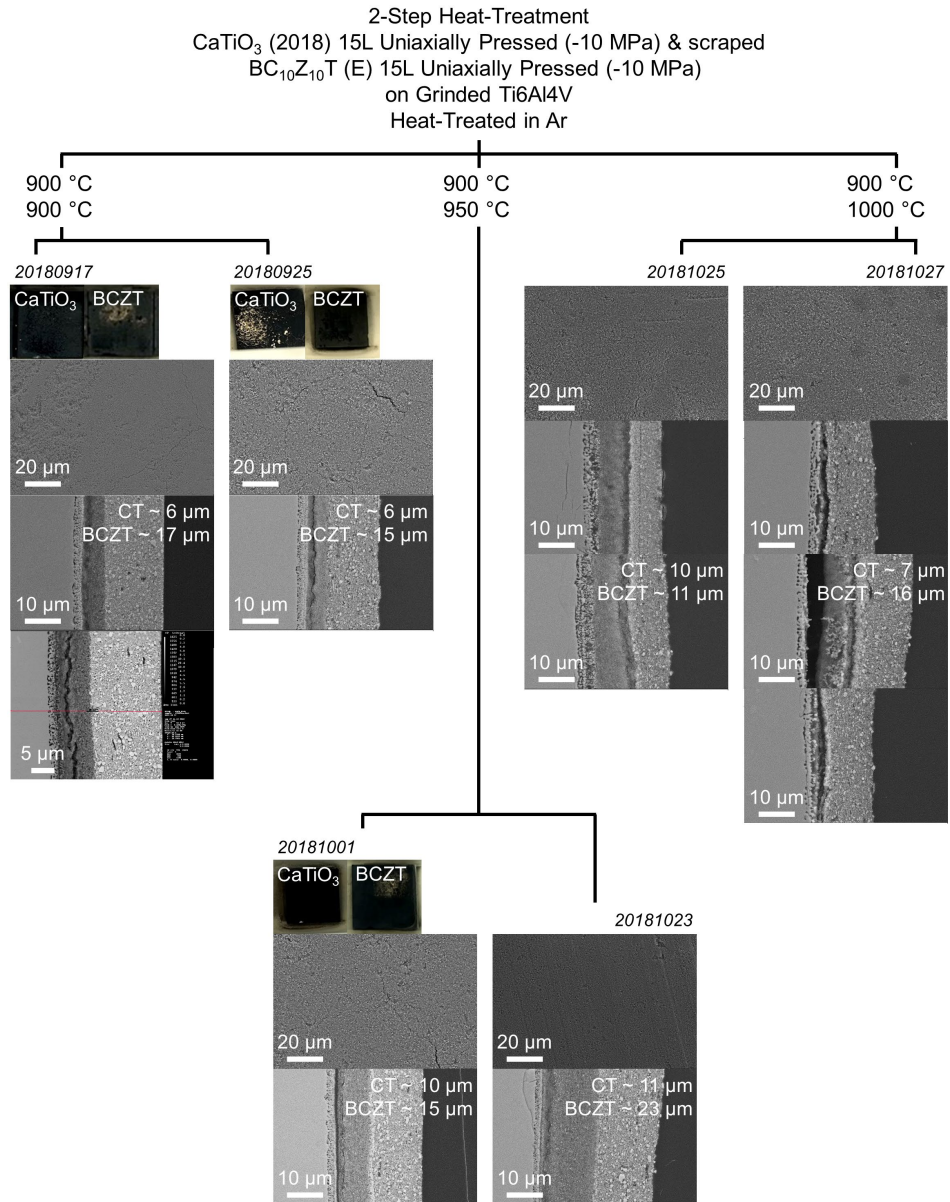 2-Step Heat-Treatment
CaTiO₃ (2018) 15L Uniaxially Pressed (-10 MPa) & scraped
BC₁₀Z₁₀T (E) 15L Uniaxially Pressed (-10 MPa)
on Grinded Ti6Al4V
Heat-Treated in Ar
900 °C
900 °C
900 °C
950 °C
900 °C
1000 °C
20180917
CaTiO₃ BCZT
20 µm
CT ~ 6 µm
BCZT ~ 17 µm
10 µm
5 µm
20180925
CaTiO₃ BCZT
20 µm
CT ~ 6 µm
BCZT ~ 15 µm
10 µm
20181025
20 µm
10 µm
CT ~ 10 µm
BCZT ~ 11 µm
10 µm
20181027
20 µm
10 µm
CT ~ 7 µm
BCZT ~ 16 µm
10 µm
10 µm
20181001
CaTiO₃ BCZT
20 µm
CT ~ 10 µm
BCZT ~ 15 µm
10 µm
20181023
20 µm
CT ~ 11 µm
BCZT ~ 23 µm
10 µm